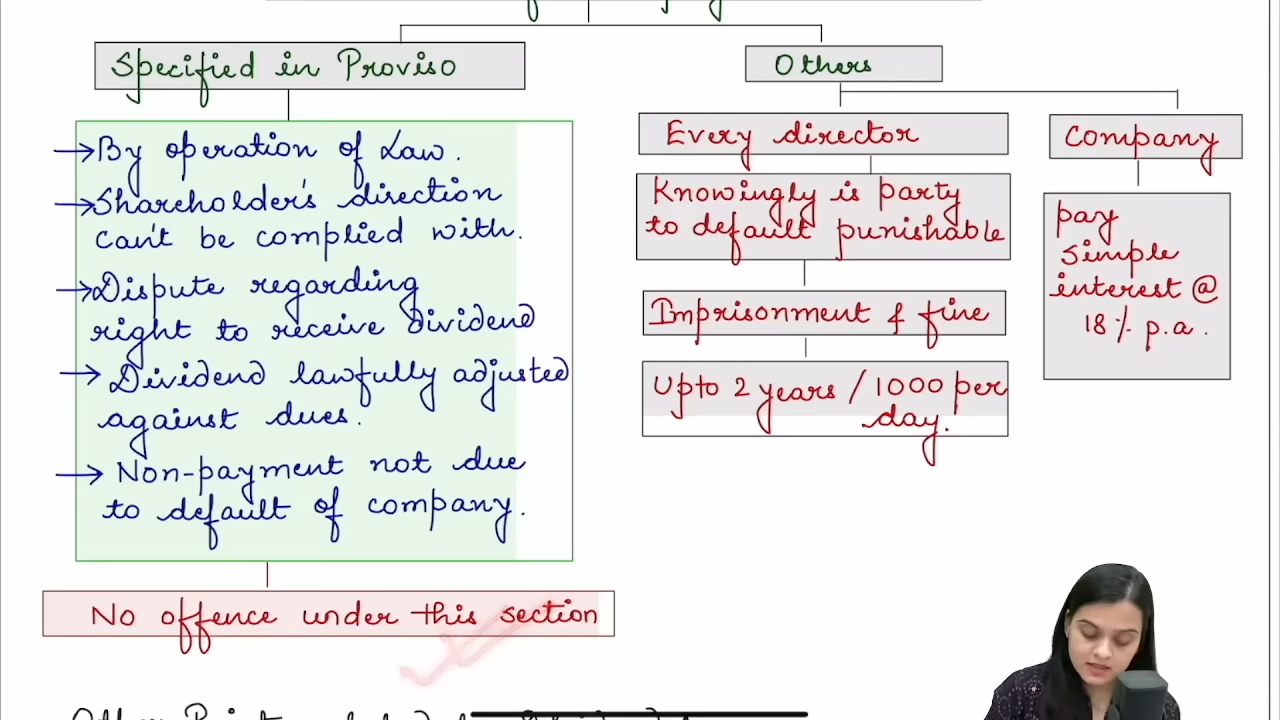 Specified in Proviso
→ By operation of Law.
→ Shareholder's direction
can't be complied with.
→ Dispute regarding
right to receive dividend
→ Dividend lawfully adjusted
against dues.
→ Non-payment not due
to default of company.
No offence under this section
Others
Every director
Knowingly is party
to default punishable
Imprisonment & fine
Upto 2 years / 1000 per
day.
Company
pay
simple
interest @
18% p.a.